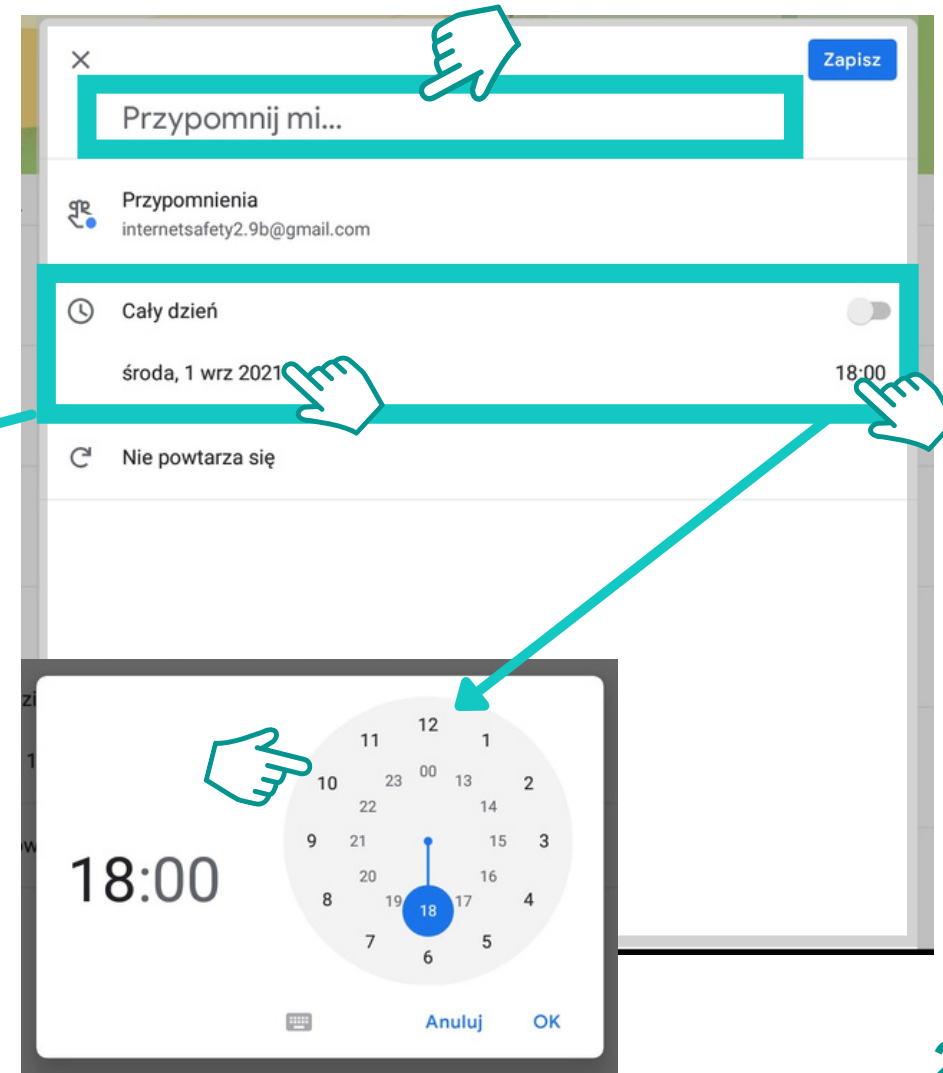 Zapisz
Przypomnij mi...
Przypomnienia
internetsafety2.9b@gmail.com
Cały dzień
środa, 1 wrz 2021
18:00
Nie powtarza się
18:00
12
11
1
10
23
00
13
2
22
14
9
21
15
3
20
16
8
19
18
17
4
7
5
6
Anuluj
OK